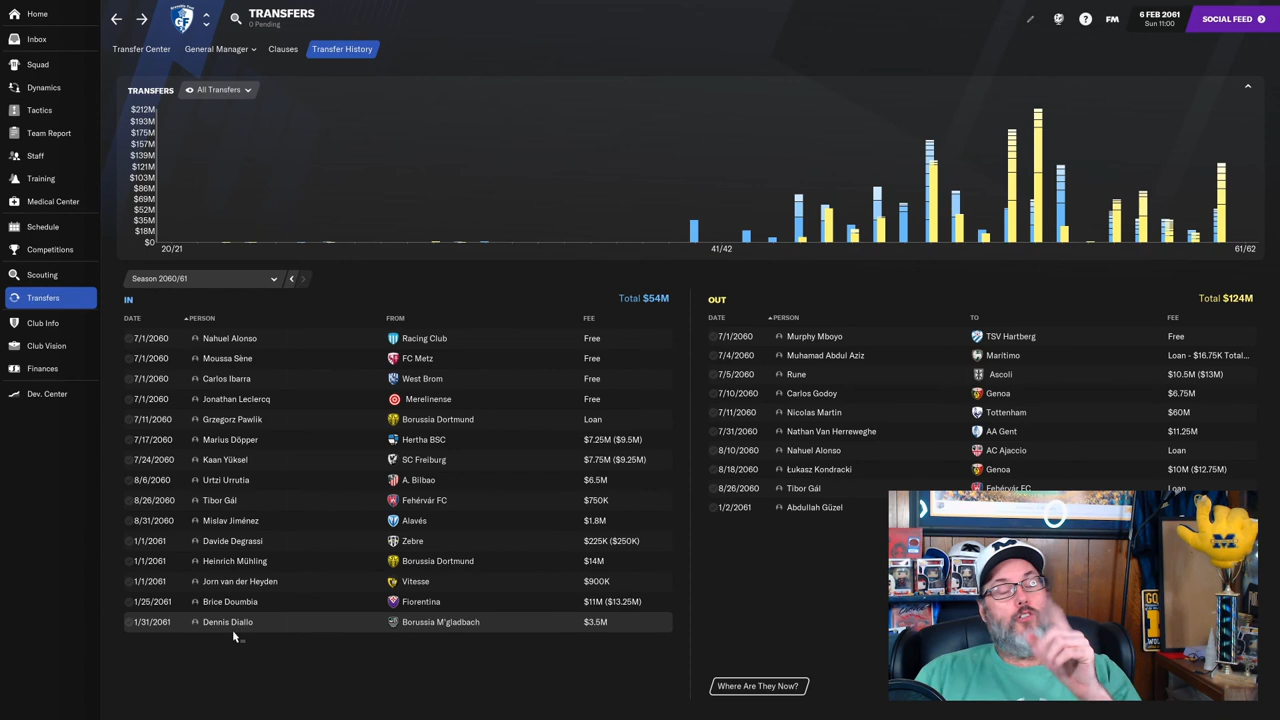 Home
GF
TRANSFERS
0 Pending
FM
6 FEB 2061
Sun 11:00
SOCIAL FEED
Inbox
Squad
Dynamics
Tactics
Team Report
Staff
Training
Medical Center
Schedule
Competitions
Scouting
Transfers
Club Info
Club Vision
Finances
Dev. Center
Transfer Center
General Manager
Clauses
Transfer History
TRANSFERS
All Transfers
$212M
$193M
$175M
$157M
$139M
$121M
$103M
$86M
$69M
$52M
$35M
$18M
$0
20/21
41/42
61/62
Season 2060/61
IN
Total $54M
DATE PERSON FROM FEE
7/1/2060 Nahuel Alonso Racing Club Free
7/1/2060 Moussa Sène FC Metz Free
7/1/2060 Carlos Ibarra West Brom Free
7/1/2060 Jonathan Leclercq Merelinense Free
7/11/2060 Grzegorz Pawlik Borussia Dortmund Loan
7/17/2060 Marius Döpper Hertha BSC $7.25M ($9.5M)
7/24/2060 Kaan Yüksel SC Freiburg $7.75M ($9.25M)
8/6/2060 Urtzi Urrutia A. Bilbao $6.5M
8/26/2060 Tibor Gál Fehérvár FC $750K
8/31/2060 Mislav Jiménez Alavés $1.8M
1/1/2061 Davide Degrassi Zebre $225K ($250K)
1/1/2061 Heinrich Mühling Borussia Dortmund $14M
1/1/2061 Jorn van der Heyden Vitesse $900K
1/25/2061 Brice Doumbia Fiorentina $11M ($13.25M)
1/31/2061 Dennis Diallo Borussia M'gladbach $3.5M
OUT
Total $124M
DATE PERSON TO FEE
7/1/2060 Murphy Mboyo TSV Hartberg Free
7/4/2060 Muhamad Abdul Aziz Marítimo Loan - $16.75K Total...
7/5/2060 Rune Ascoli $10.5M ($13M)
7/10/2060 Carlos Godoy Genoa $6.75M
7/11/2060 Nicolas Martin Tottenham $60M
7/31/2060 Nathan Van Herreweghe AA Gent $11.25M
8/10/2060 Nahuel Alonso AC Ajaccio Loan
8/18/2060 Łukasz Kondracki Genoa $10M ($12.75M)
8/26/2060 Tibor Gál Fehérvár FC Loan
1/2/2061 Abdullah Güzel
Where Are They Now?
M
M